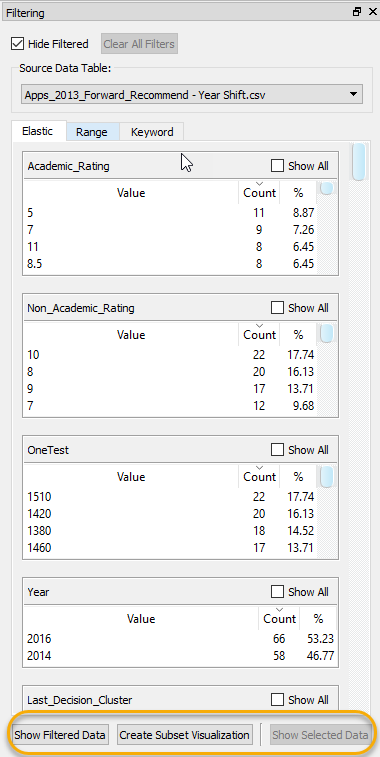 Filtering
Hide Filtered Clear All Filters
Source Data Table:
Apps_2013_Forward_Recommend - Year Shift.csv
Elastic Range Keyword
Academic_Rating Show All
Value Count %
5 11 8.87
7 9 7.26
11 8 6.45
8.5 8 6.45
Non_Academic_Rating Show All
Value Count %
10 22 17.74
8 20 16.13
9 17 13.71
7 12 9.68
OneTest Show All
Value Count %
1510 22 17.74
1420 20 16.13
1380 18 14.52
1460 17 13.71
Year Show All
Value Count %
2016 66 53.23
2014 58 46.77
Last_Decision_Cluster Show All
Show Filtered Data Create Subset Visualization Show Selected Data